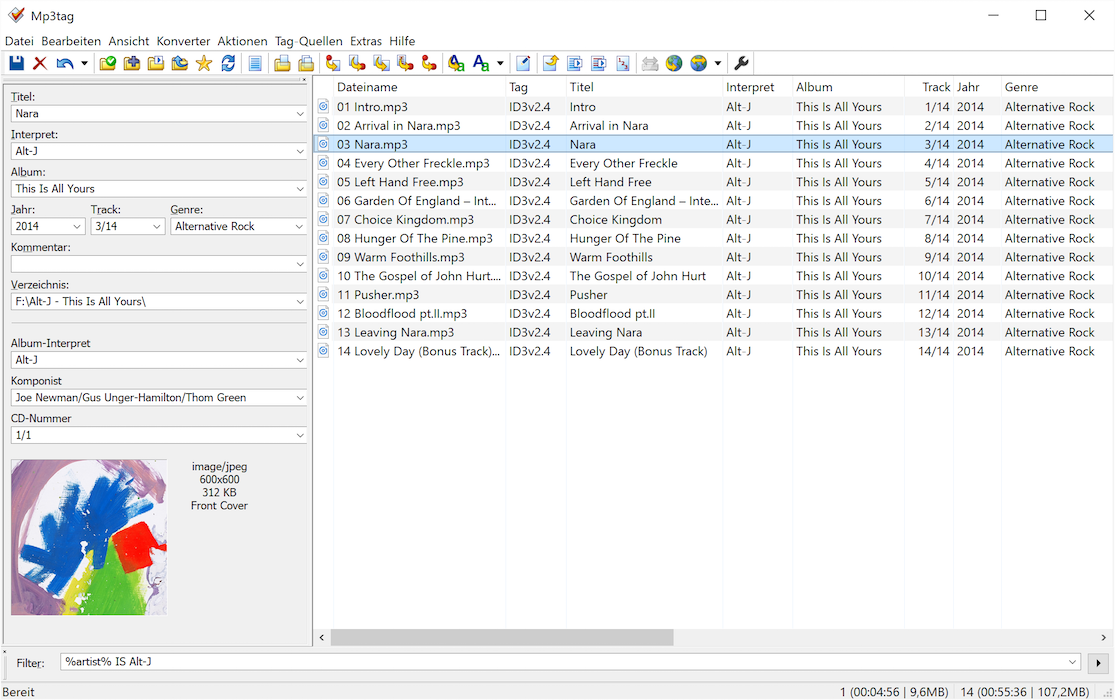 Mp3tag
Datei Bearbeiten Ansicht Konverter Aktionen Tag-Quellen Extras Hilfe
Titel:
Nara
Interpret:
Alt-J
Album:
This Is All Yours
Jahr: Track: Genre:
2014 3/14 Alternative Rock
Kommentar:
Verzeichnis:
F:\Alt-J - This Is All Yours\
Album-Interpret
Alt-J
Komponist
Joe Newman/Gus Unger-Hamilton/Thom Green
CD-Nummer
1/1
image/jpeg
600x600
312 KB
Front Cover
Dateiname Tag Titel Interpret Album Track Jahr Genre
01 Intro.mp3 ID3v2.4 Intro Alt-J This Is All Yours 1/14 2014 Alternative Rock
02 Arrival in Nara.mp3 ID3v2.4 Arrival in Nara Alt-J This Is All Yours 2/14 2014 Alternative Rock
03 Nara.mp3 ID3v2.4 Nara Alt-J This Is All Yours 3/14 2014 Alternative Rock
04 Every Other Freckle.mp3 ID3v2.4 Every Other Freckle Alt-J This Is All Yours 4/14 2014 Alternative Rock
05 Left Hand Free.mp3 ID3v2.4 Left Hand Free Alt-J This Is All Yours 5/14 2014 Alternative Rock
06 Garden Of England – Int... ID3v2.4 Garden Of England – Inte... Alt-J This Is All Yours 6/14 2014 Alternative Rock
07 Choice Kingdom.mp3 ID3v2.4 Choice Kingdom Alt-J This Is All Yours 7/14 2014 Alternative Rock
08 Hunger Of The Pine.mp3 ID3v2.4 Hunger Of The Pine Alt-J This Is All Yours 8/14 2014 Alternative Rock
09 Warm Foothills.mp3 ID3v2.4 Warm Foothills Alt-J This Is All Yours 9/14 2014 Alternative Rock
10 The Gospel of John Hurt.... ID3v2.4 The Gospel of John Hurt Alt-J This Is All Yours 10/14 2014 Alternative Rock
11 Pusher.mp3 ID3v2.4 Pusher Alt-J This Is All Yours 11/14 2014 Alternative Rock
12 Bloodflood pt.II.mp3 ID3v2.4 Bloodflood pt.II Alt-J This Is All Yours 12/14 2014 Alternative Rock
13 Leaving Nara.mp3 ID3v2.4 Leaving Nara Alt-J This Is All Yours 13/14 2014 Alternative Rock
14 Lovely Day (Bonus Track)... ID3v2.4 Lovely Day (Bonus Track) Alt-J This Is All Yours 14/14 2014 Alternative Rock
Filter: %artist% IS Alt-J
Bereit 1 (00:04:56 | 9,6MB) 14 (00:55:36 | 107,2MB)